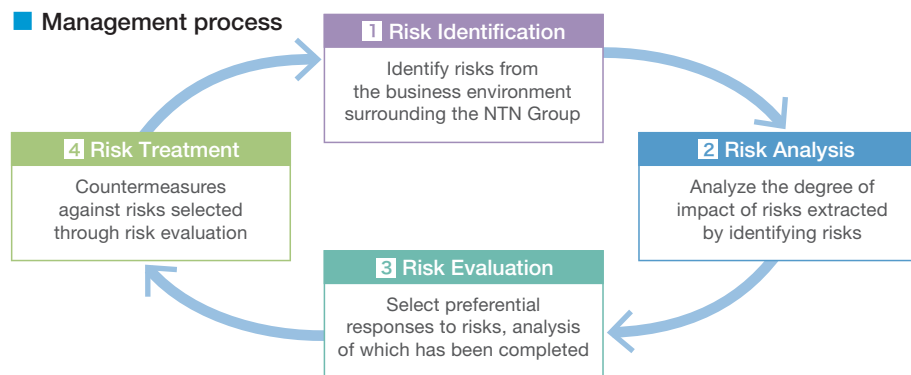 Management process
1 Risk Identification
Identify risks from
the business environment
surrounding the NTN Group
2 Risk Analysis
Analyze the degree of
impact of risks extracted
by identifying risks
3 Risk Evaluation
Select preferential
responses to risks, analysis
of which has been completed
4 Risk Treatment
Countermeasures
against risks selected
through risk evaluation